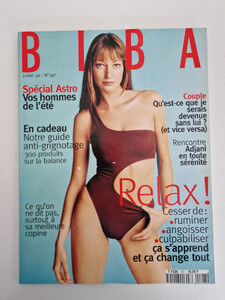 BIBA
Spécial Astro
Vos hommes
de l'été
En cadeau
Notre guide
anti-grignotage
300 produits
sur la balance
Ce qu'on
ne dit pas,
surtout à
sa meilleure
copine
Couple
Qu'est-ce que je
serais
devenue
sans lui ?
(et vice versa)
Rencontre
Adjani
en toute
sérénité
Relax!
Cesser de :
•ruminer
•angoisser
•culpabiliser
ça s'apprend
et ça change tout